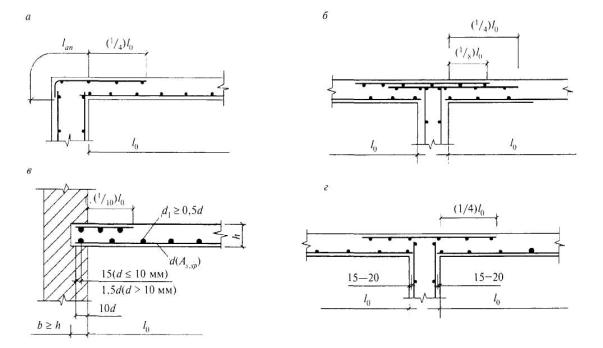 а
l_an
(1/4)l_0
l_0
б
(1/4)l_0
(1/8)l_0
l_0
l_0
в
(1/10)l_0
d_1 ≥ 0,5d
h
d(A_s,кр)
15(d ≤ 10 мм)
1,5d(d > 10 мм)
10d
b ≥ h
l_0
г
(1/4)l_0
15—20
15—20
l_0
l_0